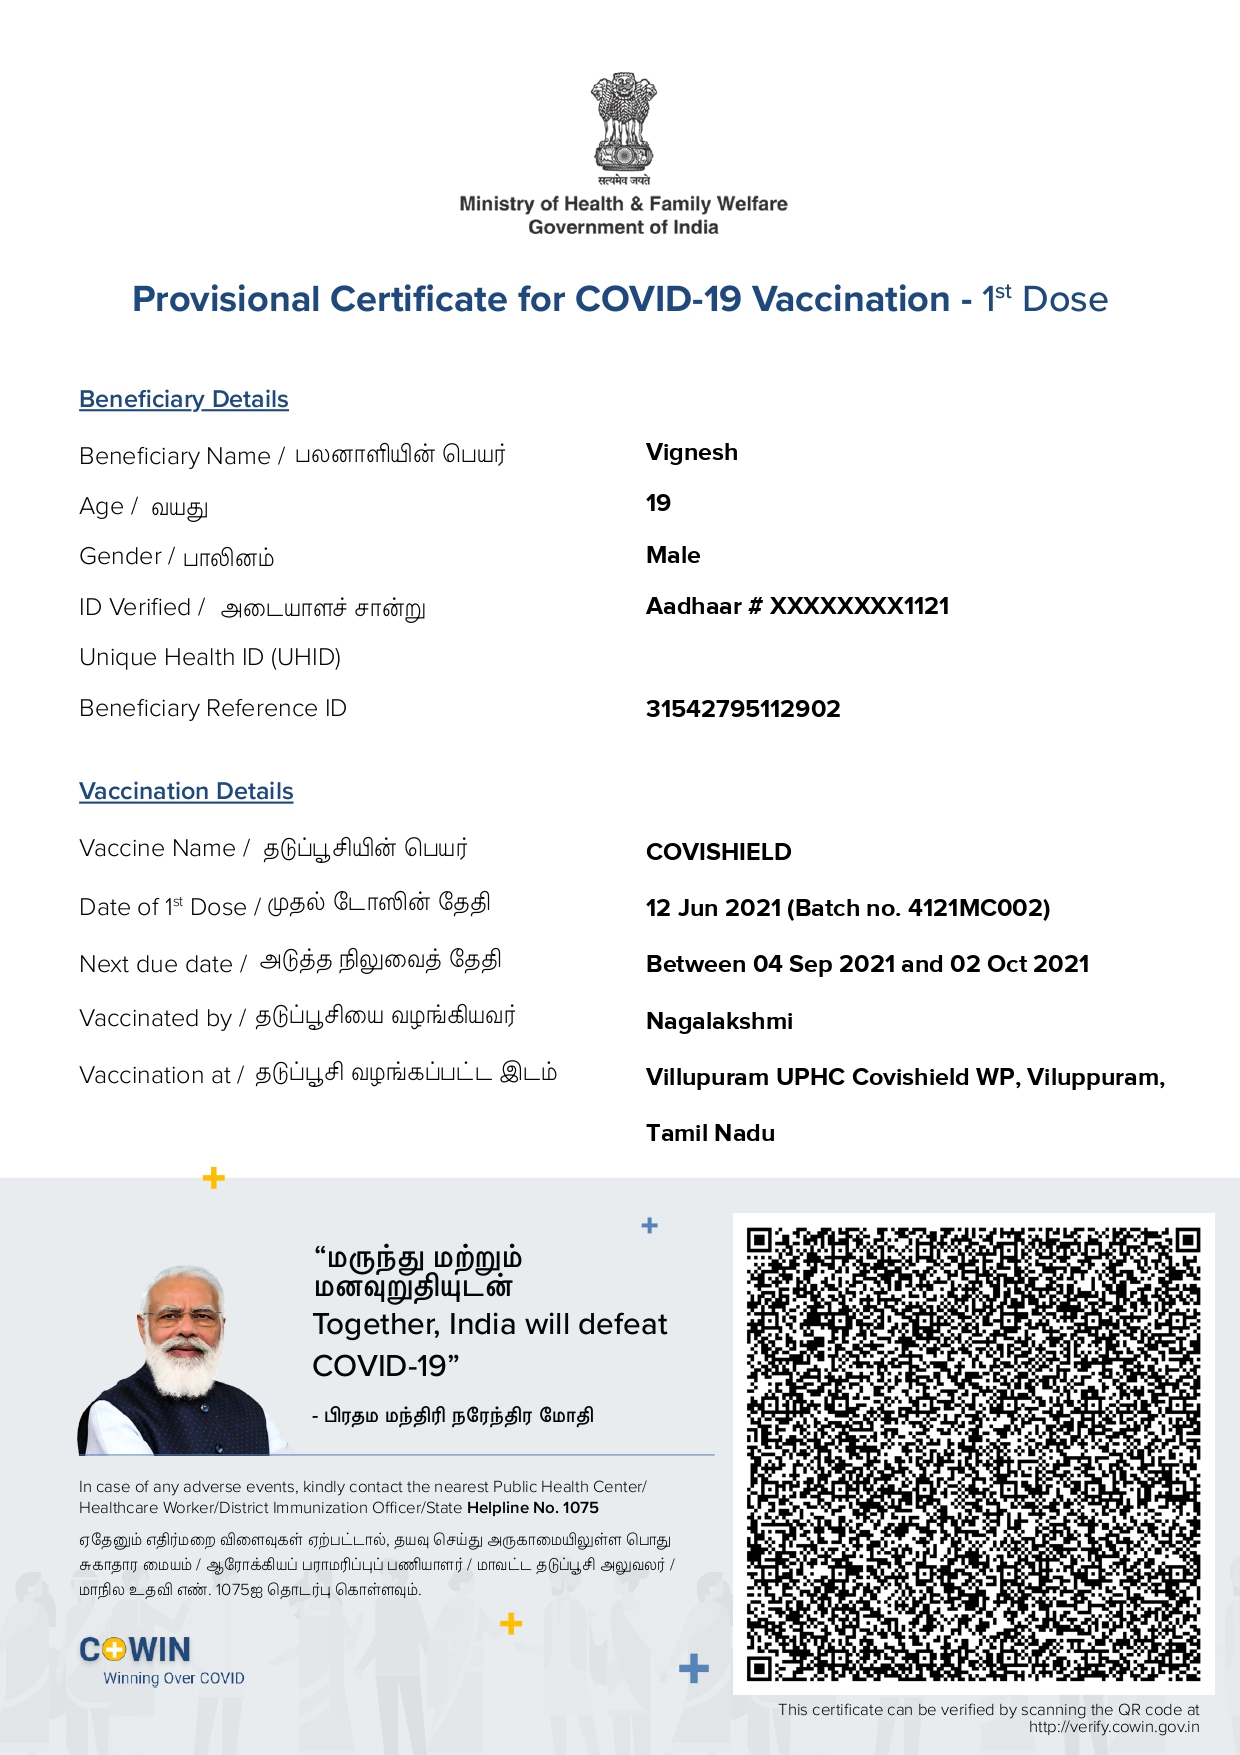 सत्यमेव जयते
Ministry of Health & Family Welfare
Government of India
Provisional Certificate for COVID-19 Vaccination - 1st Dose
Beneficiary Details
Beneficiary Name / பலனாளியின் பெயர் Vignesh
Age / வயது 19
Gender / பாலினம் Male
ID Verified / அடையாளச் சான்று Aadhaar # XXXXXXXX1121
Unique Health ID (UHID)
Beneficiary Reference ID 31542795112902
Vaccination Details
Vaccine Name / தடுப்பூசியின் பெயர் COVISHIELD
Date of 1st Dose / முதல் டோஸின் தேதி 12 Jun 2021 (Batch no. 4121MC002)
Next due date / அடுத்த நிலுவைத் தேதி Between 04 Sep 2021 and 02 Oct 2021
Vaccinated by / தடுப்பூசியை வழங்கியவர் Nagalakshmi
Vaccination at / தடுப்பூசி வழங்கப்பட்ட இடம் Villupuram UPHC Covishield WP, Viluppuram,
Tamil Nadu
“மருந்து மற்றும்
மனவுறுதியுடன்
Together, India will defeat
COVID-19”
- பிரதம மந்திரி நரேந்திர மோதி
In case of any adverse events, kindly contact the nearest Public Health Center/
Healthcare Worker/District Immunization Officer/State Helpline No. 1075
ஏதேனும் எதிர்மறை விளைவுகள் ஏற்பட்டால், தயவு செய்து அருகாமையிலுள்ள பொது
சுகாதார மையம் / ஆரோக்கியப் பராமரிப்புப் பணியாளர் / மாவட்ட தடுப்பூசி அலுவலர் /
மாநில உதவி எண். 1075ஐ தொடர்பு கொள்ளவும்.
COWIN
Winning Over COVID
This certificate can be verified by scanning the QR code at
http://verify.cowin.gov.in